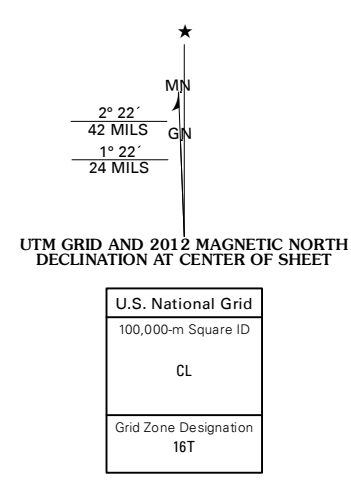 ★
MN
2° 22´
42 MILS
GN
1° 22´
24 MILS
UTM GRID AND 2012 MAGNETIC NORTH
DECLINATION AT CENTER OF SHEET
U.S. National Grid
100,000-m Square ID
CL
Grid Zone Designation
16T